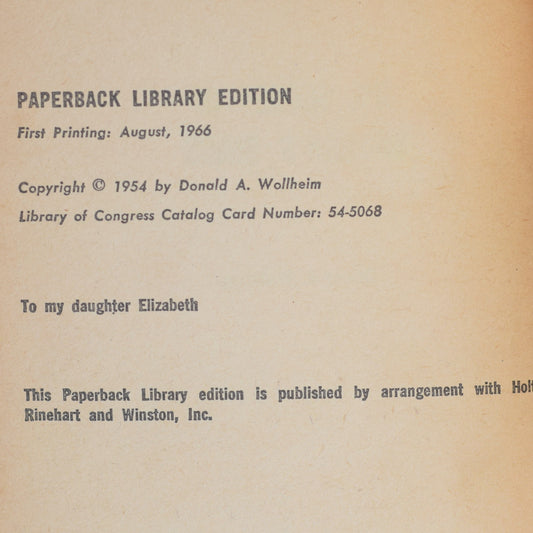 PAPERBACK LIBRARY EDITION
First Printing: August, 1966
Copyright © 1954 by Donald A. Wollheim
Library of Congress Catalog Card Number: 54-5068
To my daughter Elizabeth
This Paperback Library edition is published by arrangement with Holt
Rinehart and Winston, Inc.